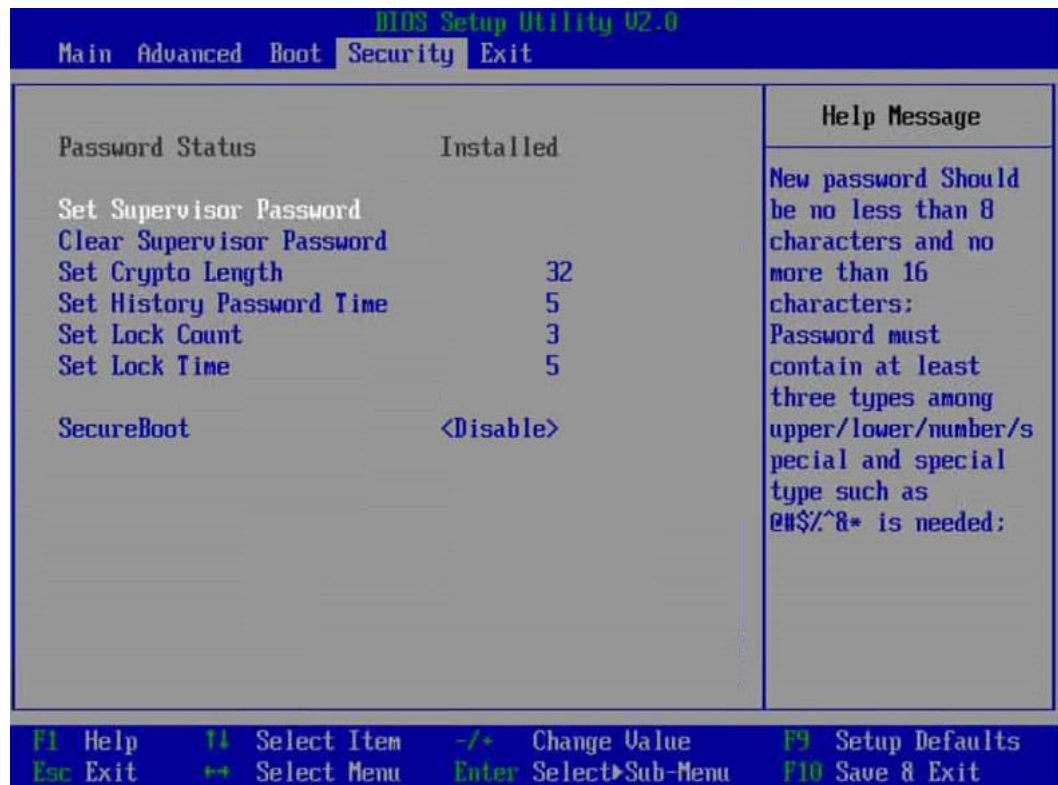 BIOS Setup Utility V2.0
Main Advanced Boot Security Exit
Password Status Installed
Set Supervisor Password
Clear Supervisor Password
Set Crypto Length 32
Set History Password Time 5
Set Lock Count 3
Set Lock Time 5
SecureBoot <Disable>
Help Message
New password Should
be no less than 8
characters and no
more than 16
characters;
Password must
contain at least
three types among
upper/lower/number/s
pecial and special
type such as
@#$%^&* is needed;
F1 Help ↑↓ Select Item -/+ Change Value F9 Setup Defaults
Esc Exit ←→ Select Menu Enter Select▶Sub-Menu F10 Save & Exit